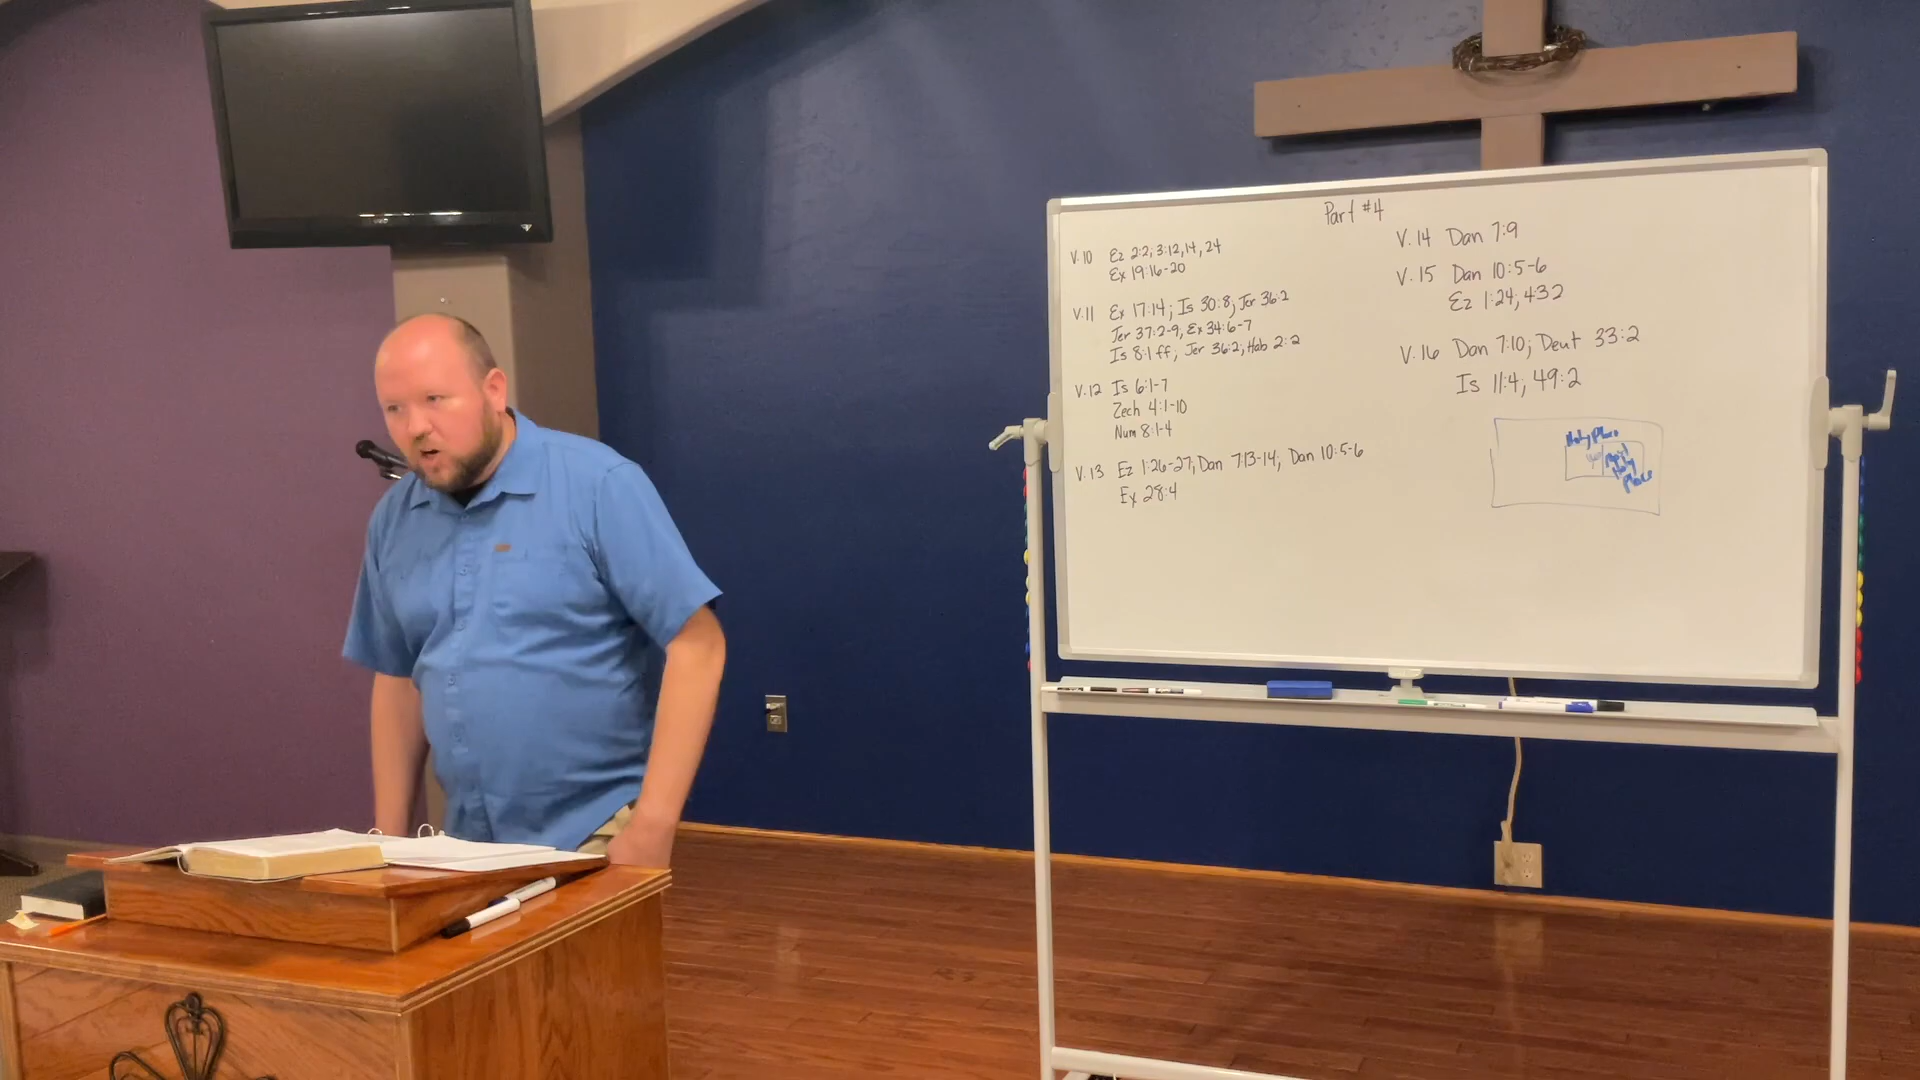 Part #4
V.10 Ez 2:2; 3:12,14, 24
Ex 19:16-20
V.11 Ex 17:14; Is 30:8; Jer 36:2
Jer 37:2-9, Ex 34:6-7
Is 8:1 ff; Jer 36:2; Hab 2:2
V.12 Is 6:1-7
Zech 4:1-10
Num 8:1-4
V.13 Ez 1:26-27; Dan 7:13-14; Dan 10:5-6
Ex 28:4
V.14 Dan 7:9
V.15 Dan 10:5-6
Ez 1:24, 43:2
V.16 Dan 7:10; Deut 33:2
Is 11:4, 49:2
Holy Place
Holy
Place